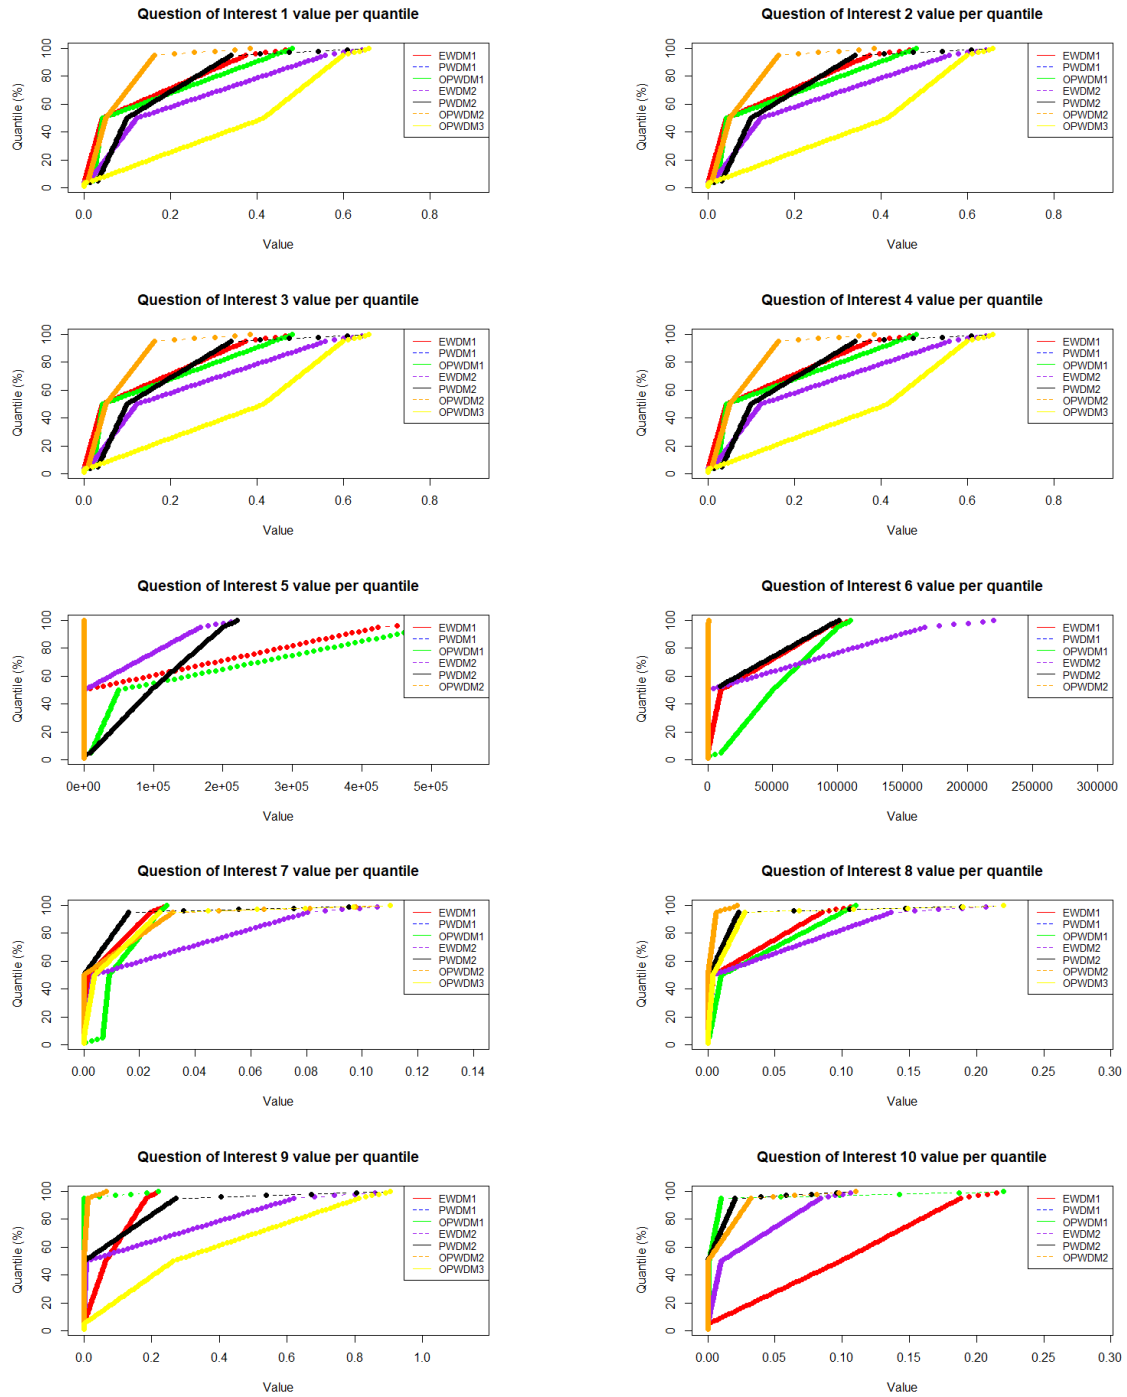 Question of Interest 1 value per quantile
Quantile (%)
100
80
60
40
20
0
EWDM1
PWDM1
OPWDM1
EWDM2
PWDM2
OPWDM2
OPWDM3
0.0 0.2 0.4 0.6 0.8
Value
Question of Interest 2 value per quantile
Quantile (%)
100
80
60
40
20
0
EWDM1
PWDM1
OPWDM1
EWDM2
PWDM2
OPWDM2
OPWDM3
0.0 0.2 0.4 0.6 0.8
Value
Question of Interest 3 value per quantile
Quantile (%)
100
80
60
40
20
0
EWDM1
PWDM1
OPWDM1
EWDM2
PWDM2
OPWDM2
OPWDM3
0.0 0.2 0.4 0.6 0.8
Value
Question of Interest 4 value per quantile
Quantile (%)
100
80
60
40
20
0
EWDM1
PWDM1
OPWDM1
EWDM2
PWDM2
OPWDM2
OPWDM3
0.0 0.2 0.4 0.6 0.8
Value
Question of Interest 5 value per quantile
Quantile (%)
100
80
60
40
20
0
EWDM1
PWDM1
OPWDM1
EWDM2
PWDM2
OPWDM2
0e+00 1e+05 2e+05 3e+05 4e+05 5e+05
Value
Question of Interest 6 value per quantile
Quantile (%)
100
80
60
40
20
0
EWDM1
PWDM1
OPWDM1
EWDM2
PWDM2
OPWDM2
0 50000 100000 150000 200000 250000 300000
Value
Question of Interest 7 value per quantile
Quantile (%)
100
80
60
40
20
0
EWDM1
PWDM1
OPWDM1
EWDM2
PWDM2
OPWDM2
OPWDM3
0.00 0.02 0.04 0.06 0.08 0.10 0.12 0.14
Value
Question of Interest 8 value per quantile
Quantile (%)
100
80
60
40
20
0
EWDM1
PWDM1
OPWDM1
EWDM2
PWDM2
OPWDM2
OPWDM3
0.00 0.05 0.10 0.15 0.20 0.25 0.30
Value
Question of Interest 9 value per quantile
Quantile (%)
100
80
60
40
20
0
EWDM1
PWDM1
OPWDM1
EWDM2
PWDM2
OPWDM2
OPWDM3
0.0 0.2 0.4 0.6 0.8 1.0
Value
Question of Interest 10 value per quantile
Quantile (%)
100
80
60
40
20
0
EWDM1
PWDM1
OPWDM1
EWDM2
PWDM2
OPWDM2
0.00 0.05 0.10 0.15 0.20 0.25 0.30
Value